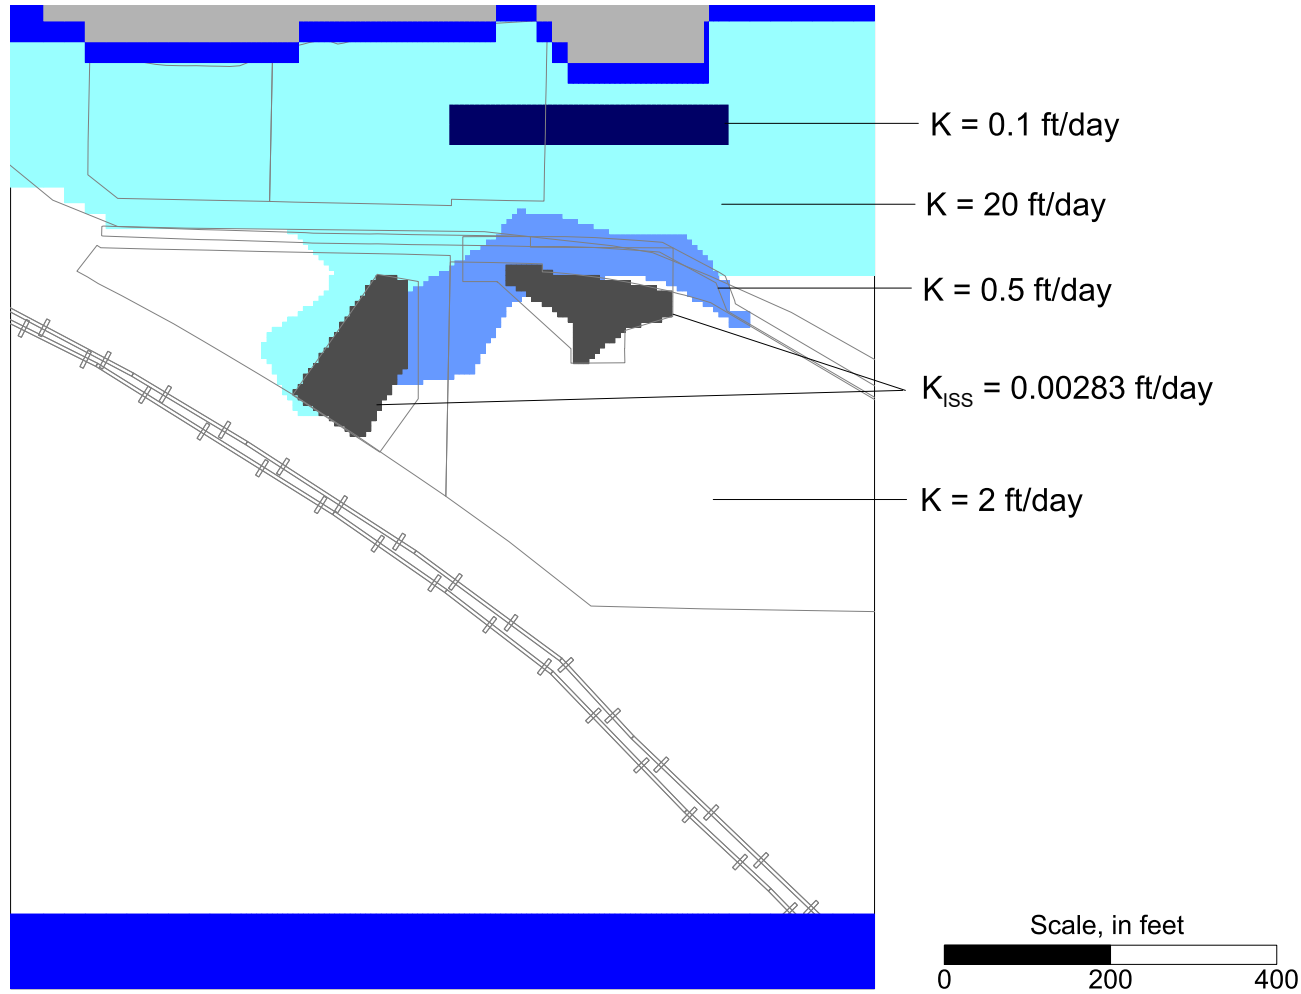 K = 0.1 ft/day
K = 20 ft/day
K = 0.5 ft/day
K_ISS = 0.00283 ft/day
K = 2 ft/day
Scale, in feet
0 200 400